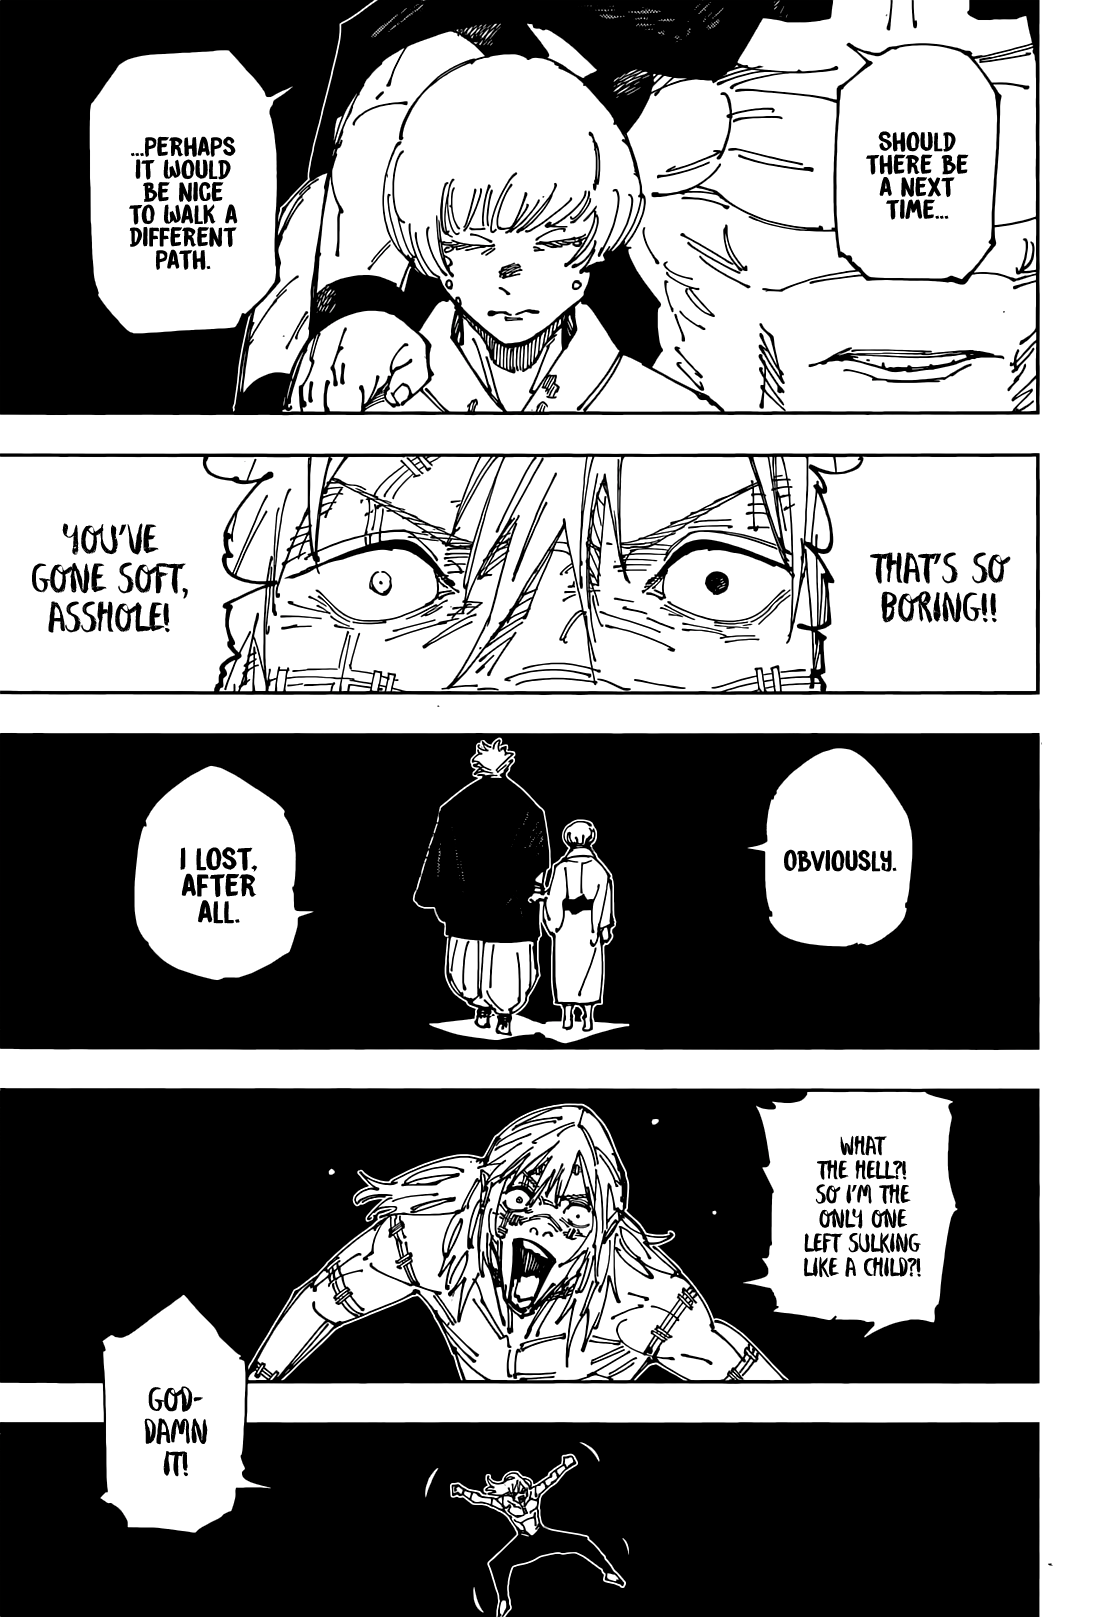 SHOULD
THERE BE
A NEXT
TIME...
...PERHAPS
IT WOULD
BE NICE
TO WALK A
DIFFERENT
PATH.
THAT'S SO
BORING!!
YOU'VE
GONE SOFT,
ASSHOLE!
OBVIOUSLY.
I LOST,
AFTER
ALL.
WHAT
THE HELL?!
SO I'M THE
ONLY ONE
LEFT SULKING
LIKE A CHILD?!
GOD-
DAMN
IT!